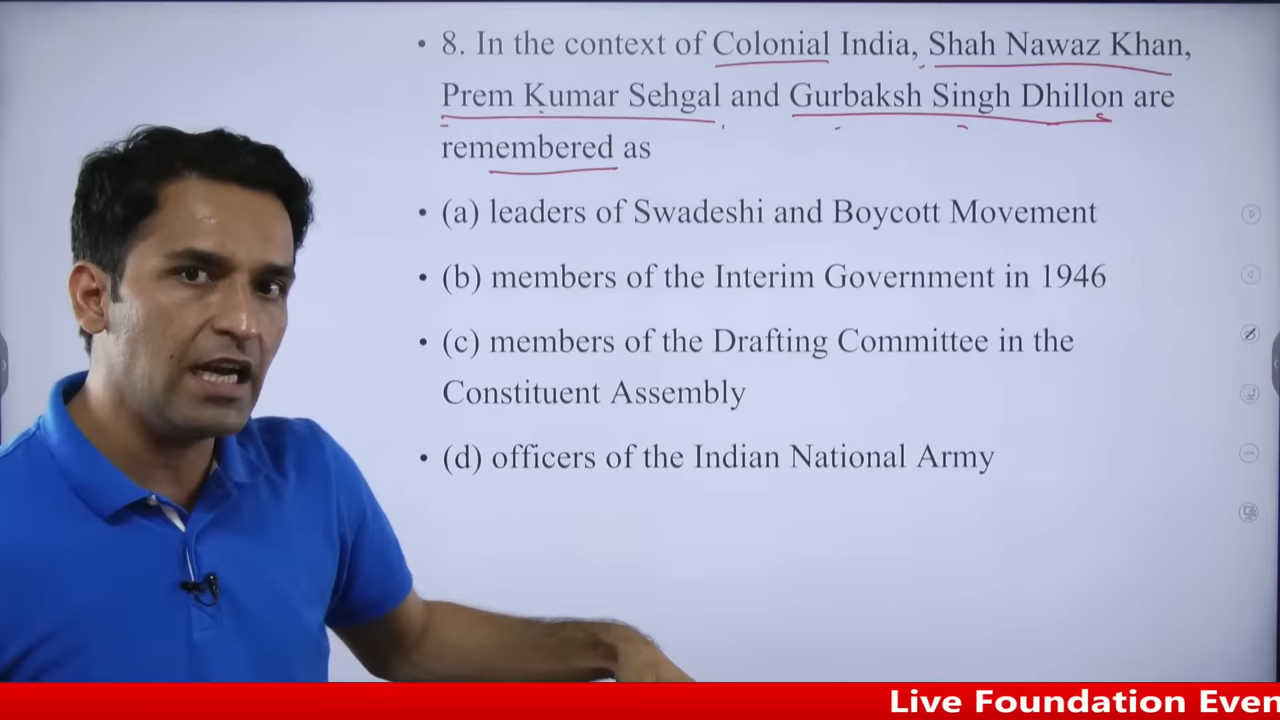 • 8. In the context of Colonial India, Shah Nawaz Khan,
Prem Kumar Sehgal and Gurbaksh Singh Dhillon are
remembered as
• (a) leaders of Swadeshi and Boycott Movement
• (b) members of the Interim Government in 1946
• (c) members of the Drafting Committee in the
Constituent Assembly
• (d) officers of the Indian National Army
Live Foundation Even